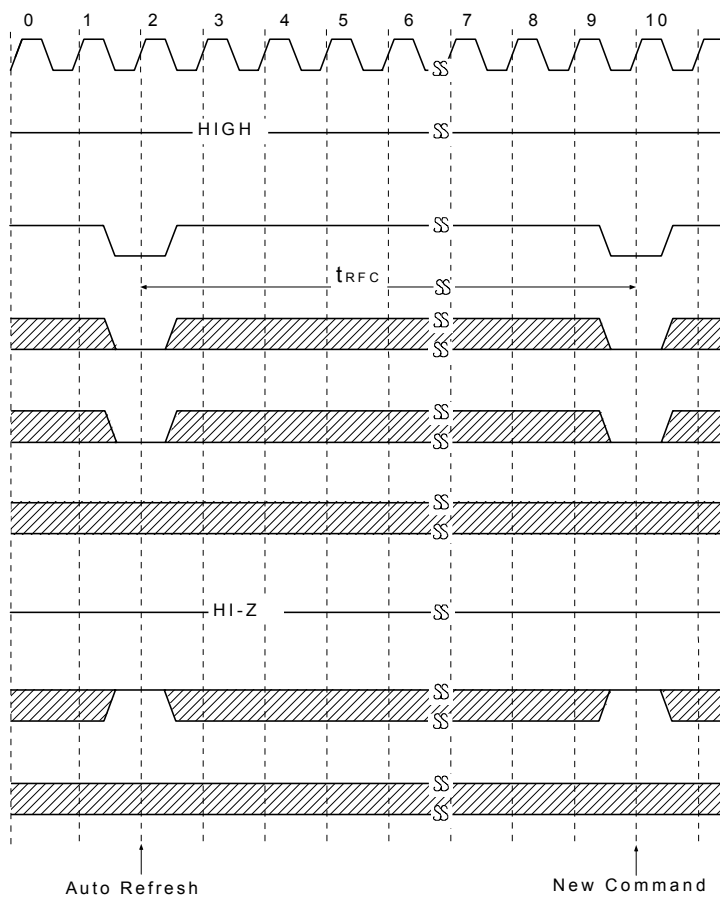 0 1 2 3 4 5 6 7 8 9 10
HIGH
tRFC
HI-Z
Auto Refresh
New Command